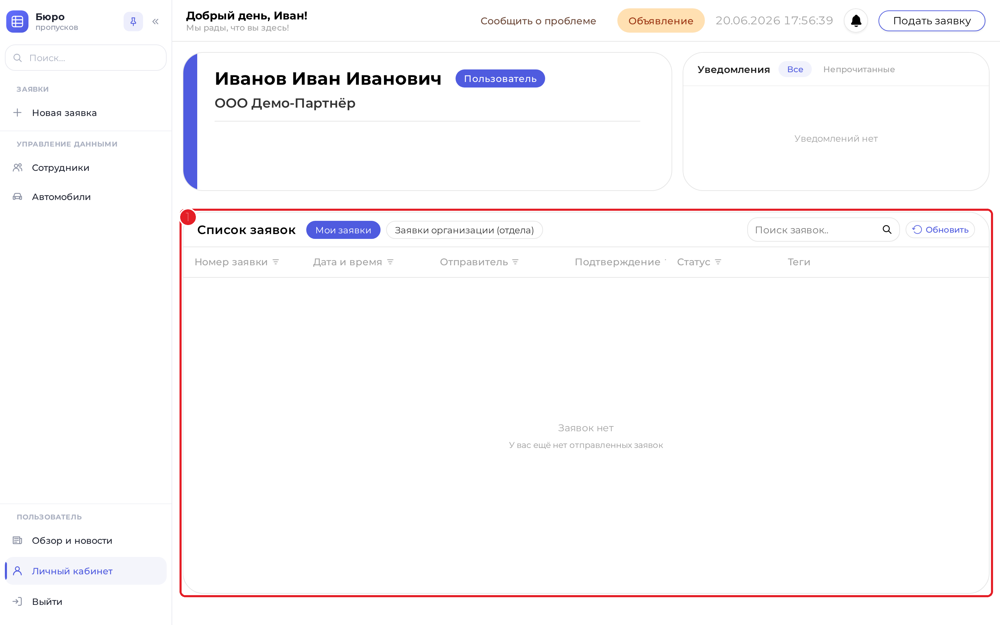 Бюро
пропусков
Поиск...
ЗАЯВКИ
Новая заявка
УПРАВЛЕНИЕ ДАННЫМИ
Сотрудники
Автомобили
ПОЛЬЗОВАТЕЛЬ
Обзор и новости
Личный кабинет
Выйти
Добрый день, Иван!
Мы рады, что вы здесь!
Сообщить о проблеме
Объявление
20.06.2026 17:56:39
Подать заявку
Иванов Иван Иванович
Пользователь
ООО Демо-Партнёр
Уведомления
Все
Непрочитанные
Уведомлений нет
1
Список заявок
Мои заявки
Заявки организации (отдела)
Поиск заявок..
Обновить
Номер заявки
Дата и время
Отправитель
Подтверждение
Статус
Теги
Заявок нет
У вас ещё нет отправленных заявок